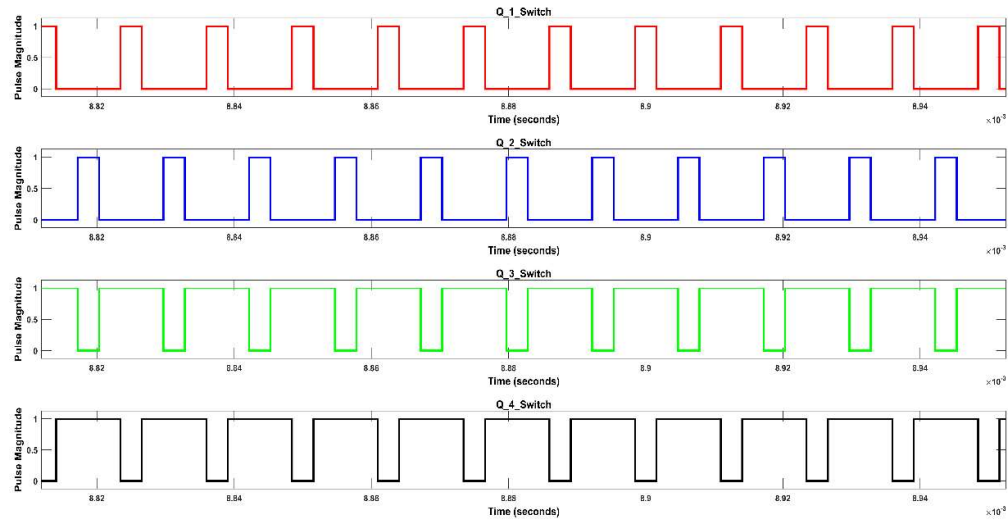 Q_1_Switch
Pulse Magnitude
1
0.5
0
8.82 8.84 8.86 8.88 8.9 8.92 8.94
Time (seconds)
×10⁻³
Q_2_Switch
Pulse Magnitude
1
0.5
0
8.82 8.84 8.86 8.88 8.9 8.92 8.94
Time (seconds)
×10⁻³
Q_3_Switch
Pulse Magnitude
1
0.5
0
8.82 8.84 8.86 8.88 8.9 8.92 8.94
Time (seconds)
×10⁻³
Q_4_Switch
Pulse Magnitude
1
0.5
0
8.82 8.84 8.86 8.88 8.9 8.92 8.94
Time (seconds)
×10⁻³